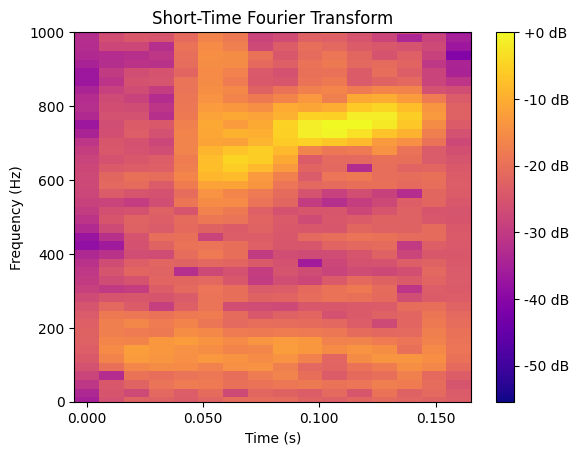 Short-Time Fourier Transform
1000
800
600
400
200
0
Frequency (Hz)
0.000
0.050
0.100
0.150
Time (s)
+0 dB
-10 dB
-20 dB
-30 dB
-40 dB
-50 dB